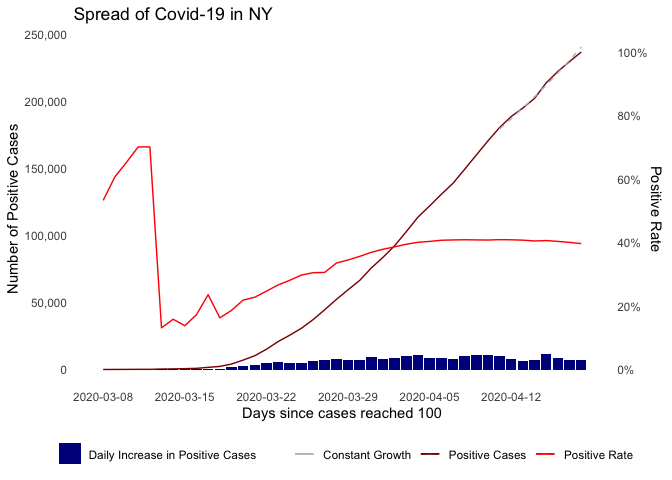 Spread of Covid-19 in NY
250,000
200,000
150,000
100,000
50,000
0
Number of Positive Cases
100%
80%
60%
40%
20%
0%
Positive Rate
2020-03-08 2020-03-15 2020-03-22 2020-03-29 2020-04-05 2020-04-12
Days since cases reached 100
Daily Increase in Positive Cases Constant Growth Positive Cases Positive Rate